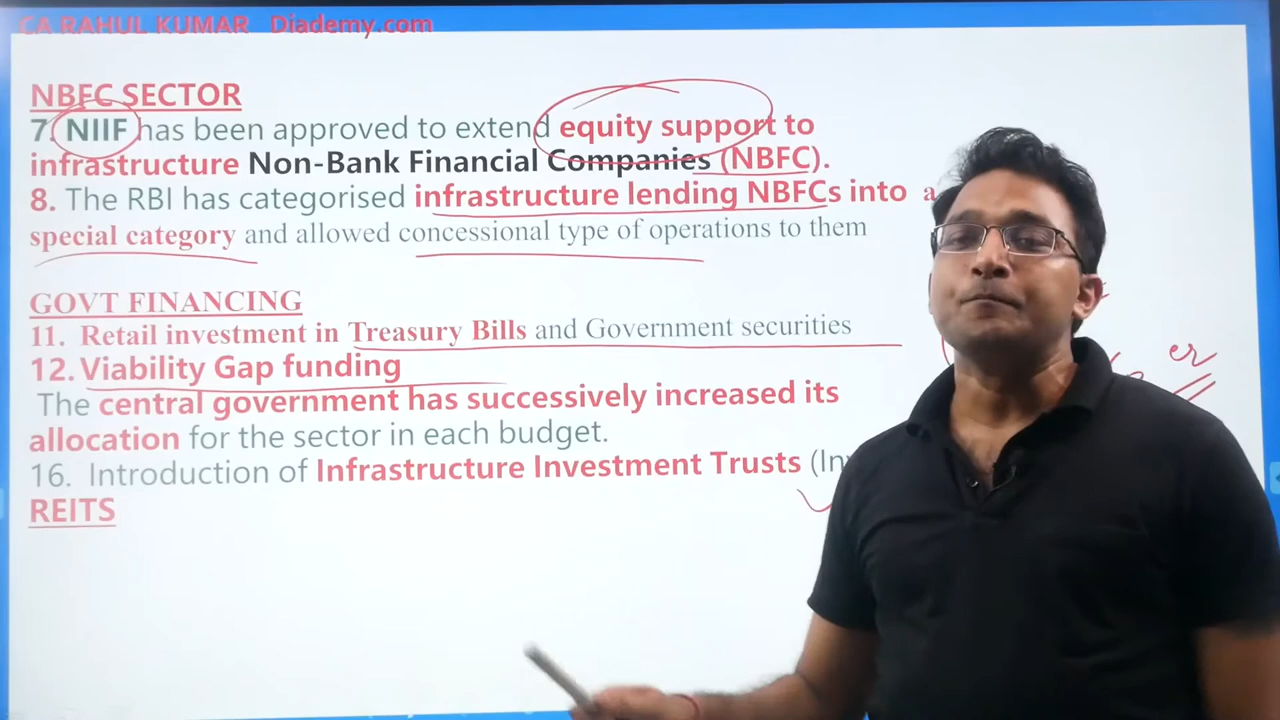 CA RAHUL KUMAR Diademy.com
NBFC SECTOR
7. NIIF has been approved to extend equity support to
infrastructure Non-Bank Financial Companies (NBFC).
8. The RBI has categorised infrastructure lending NBFCs into a
special category and allowed concessional type of operations to them
GOVT FINANCING
11. Retail investment in Treasury Bills and Government securities
12. Viability Gap funding
The central government has successively increased its
allocation for the sector in each budget.
16. Introduction of Infrastructure Investment Trusts
REITS